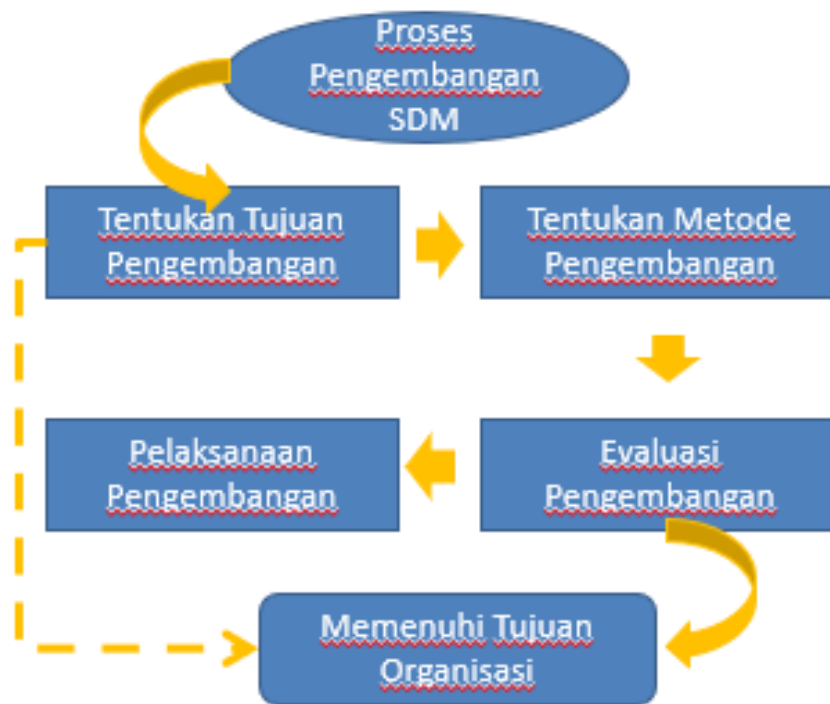 Proses
Pengembangan
SDM
Tentukan Tujuan
Pengembangan
Tentukan Metode
Pengembangan
Pelaksanaan
Pengembangan
Evaluasi
Pengembangan
Memenuhi Tujuan
Organisasi